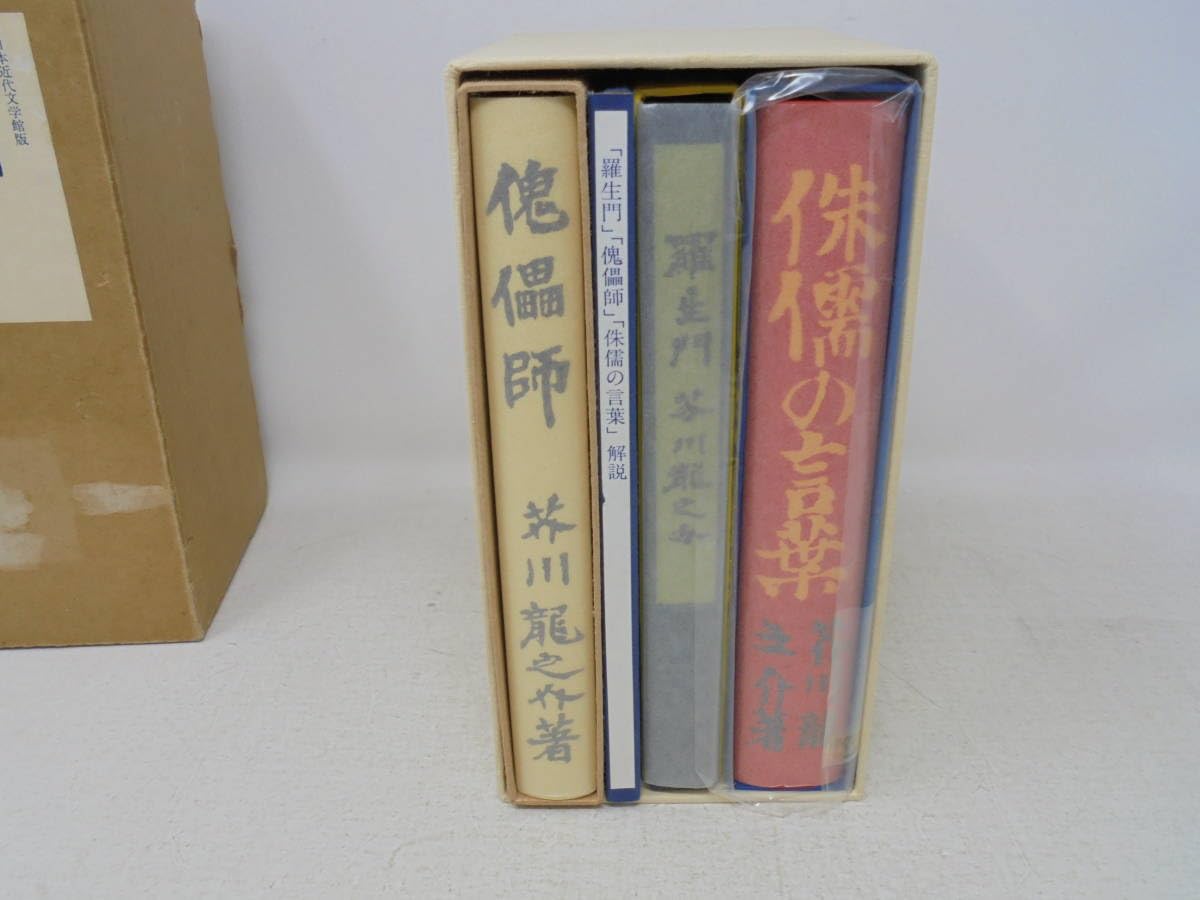 本近代文学館版
傀儡師 芥川龍之介著
「羅生門」「傀儡師」「侏儒の言葉」解説
羅生門 芥川龍之介
侏儒の言葉
芥川龍
之介著